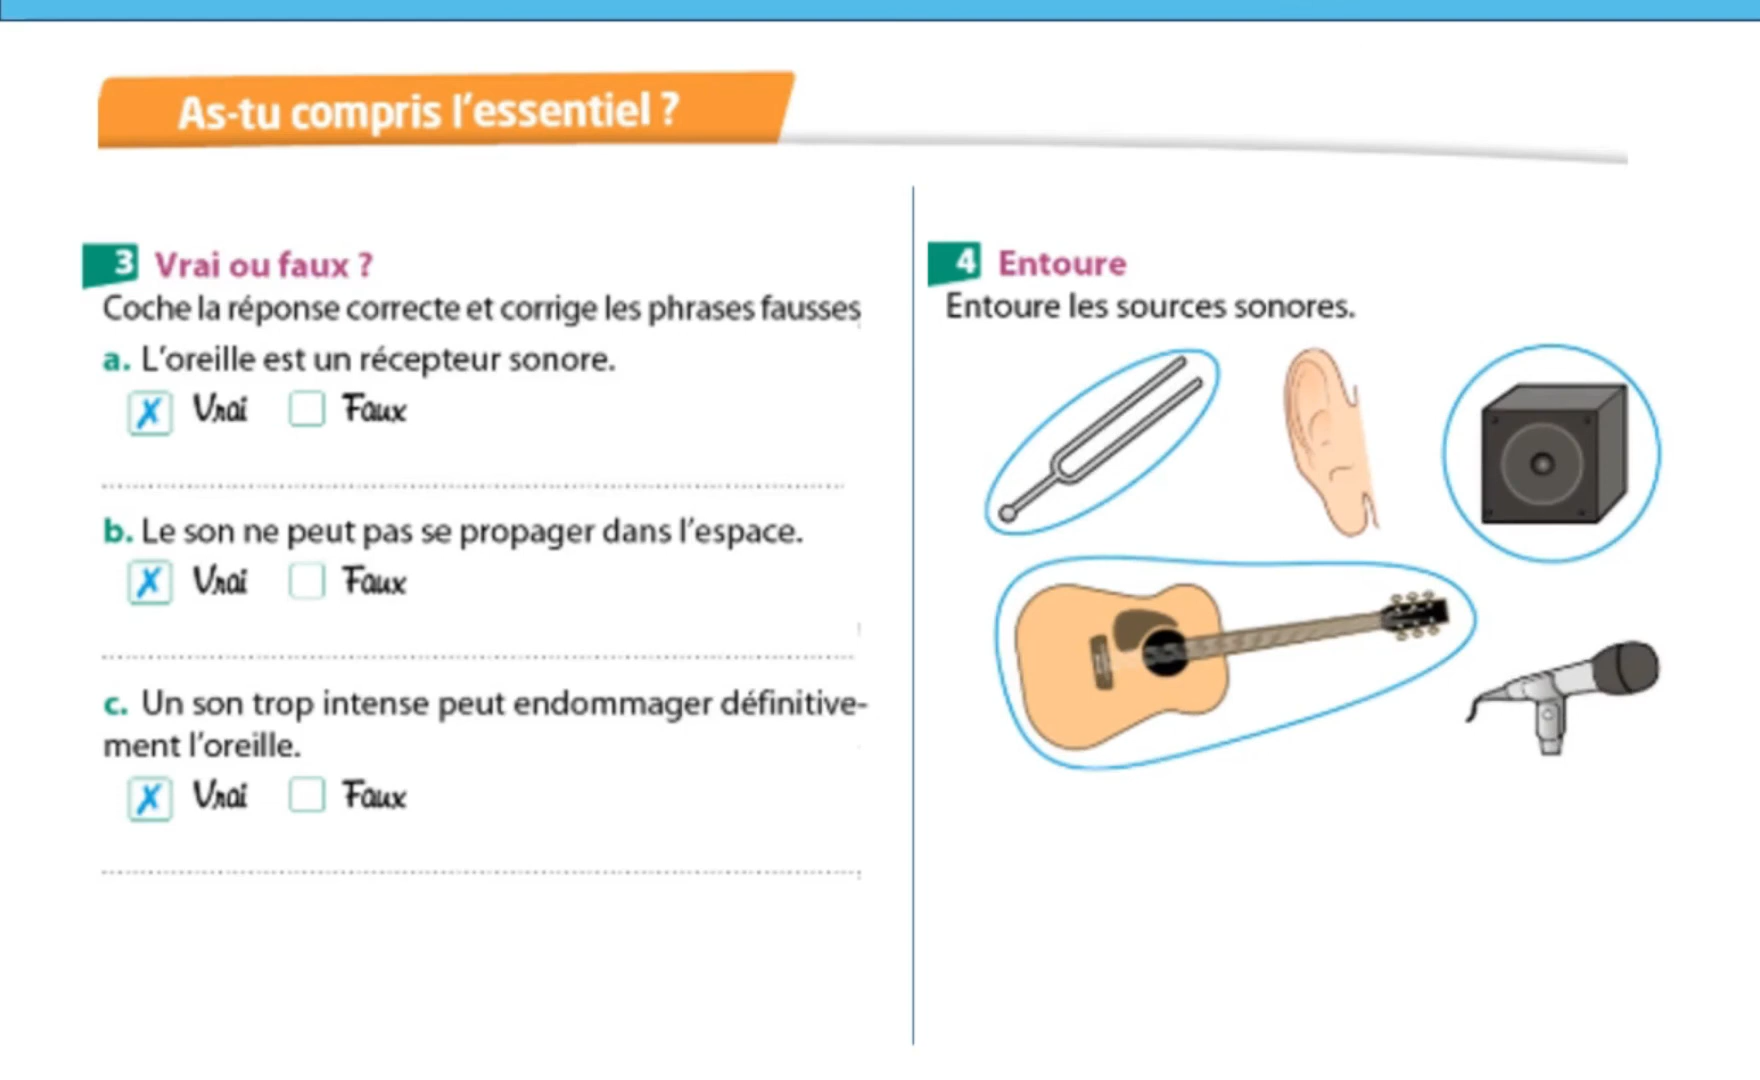 As-tu compris l'essentiel ?
3 Vrai ou faux ?
Coche la réponse correcte et corrige les phrases fausses
a. L'oreille est un récepteur sonore.
✗ Vrai Faux
b. Le son ne peut pas se propager dans l'espace.
✗ Vrai Faux
c. Un son trop intense peut endommager définitive-
ment l'oreille.
✗ Vrai Faux
4 Entoure
Entoure les sources sonores.